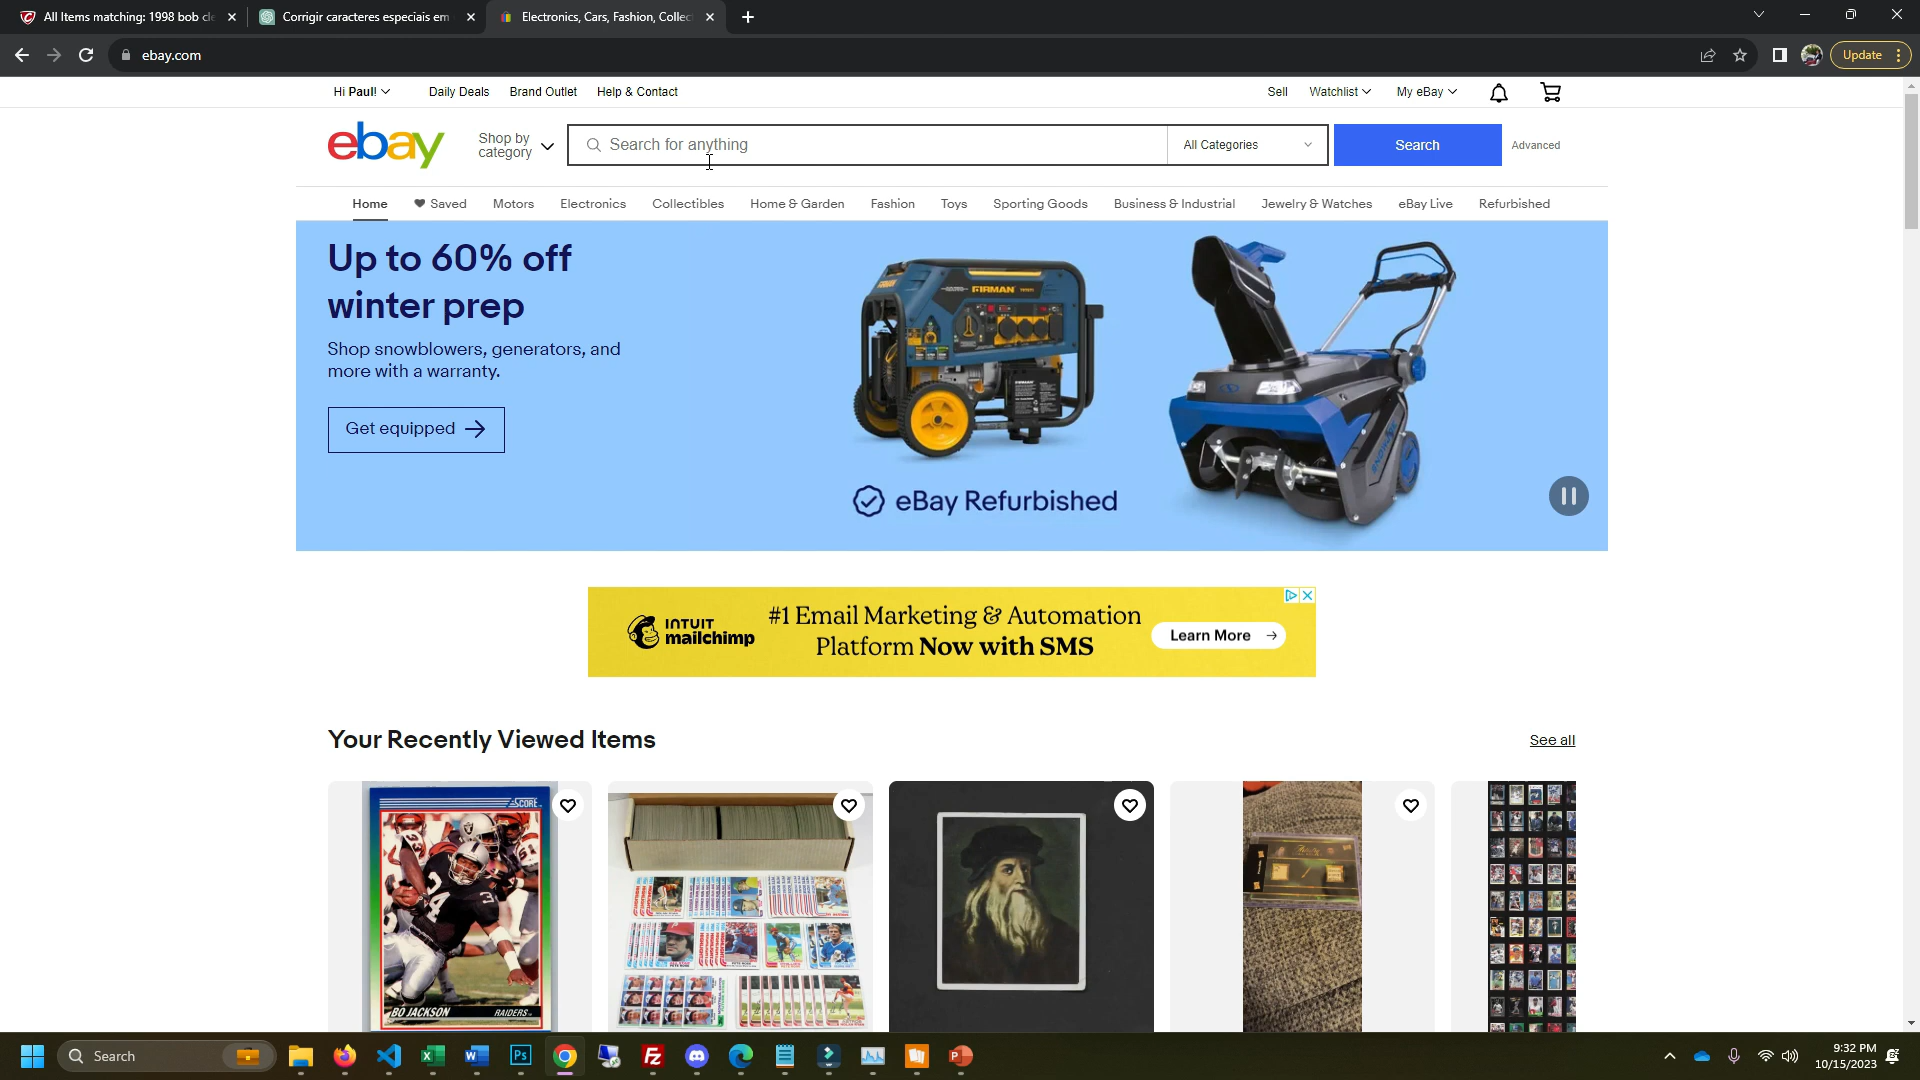 All Items matching: 1998 bob cle
Corrigir caracteres especiais em
Electronics, Cars, Fashion, Collec
ebay.com
Update
Hi Paul!
Daily Deals
Brand Outlet
Help & Contact
Sell
Watchlist
My eBay
ebay
Shop by
category
Search for anything
All Categories
Search
Advanced
Home
Saved
Motors
Electronics
Collectibles
Home & Garden
Fashion
Toys
Sporting Goods
Business & Industrial
Jewelry & Watches
eBay Live
Refurbished
Up to 60% off
winter prep
Shop snowblowers, generators, and
more with a warranty.
Get equipped
FIRMAN
eBay Refurbished
INTUIT
mailchimp
#1 Email Marketing & Automation
Platform Now with SMS
Learn More
Your Recently Viewed Items
See all
SCORE
BO JACKSON
RAIDERS
Search
9:32 PM
10/15/2023